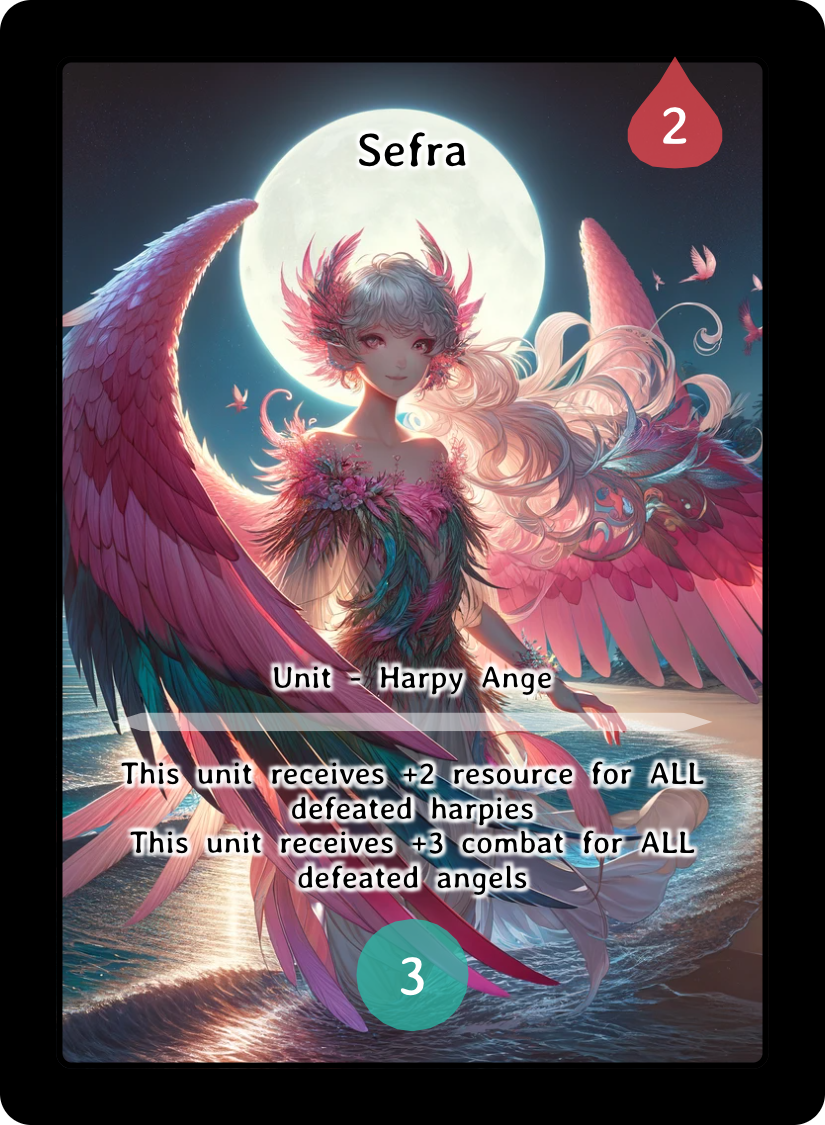 2
Sefra
Unit - Harpy Ange
This unit receives +2 resource for ALL
defeated harpies
This unit receives +3 combat for ALL
defeated angels
3